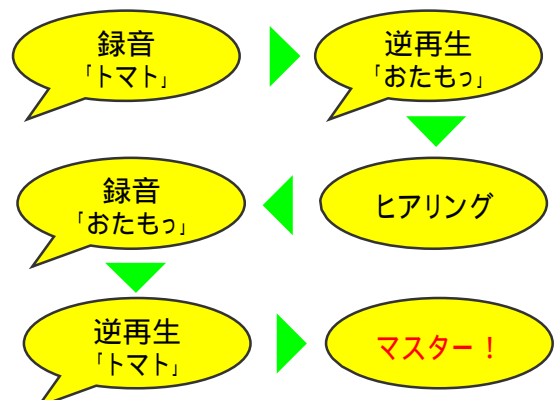 録音
「トマト」
逆再生
「おたもっ」
ヒアリング
録音
「おたもっ」
逆再生
「トマト」
マスター！